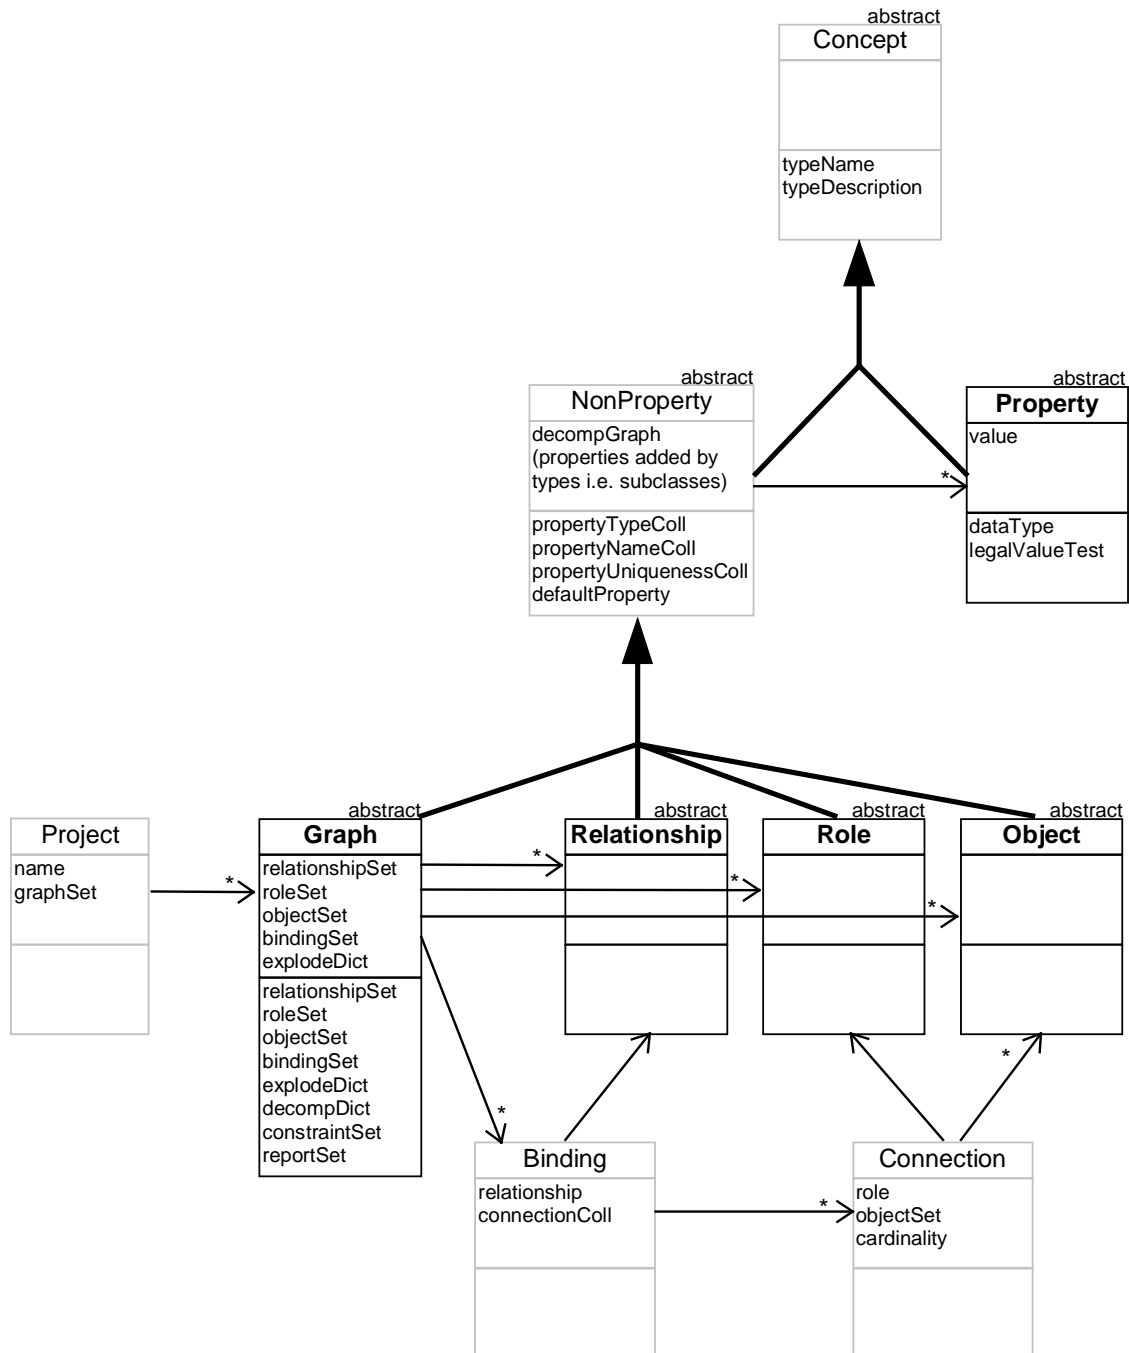 abstract
Concept
typeName
typeDescription
abstract
NonProperty
decompGraph
(properties added by
types i.e. subclasses)
propertyTypeColl
propertyNameColl
propertyUniquenessColl
defaultProperty
*
abstract
Property
value
dataType
legalValueTest
Project
name
graphSet
*
abstract
Graph
relationshipSet
roleSet
objectSet
bindingSet
explodeDict
relationshipSet
roleSet
objectSet
bindingSet
explodeDict
decompDict
constraintSet
reportSet
*
abstract
Relationship
*
abstract
Role
*
abstract
Object
*
*
Binding
relationship
connectionColl
*
Connection
role
objectSet
cardinality